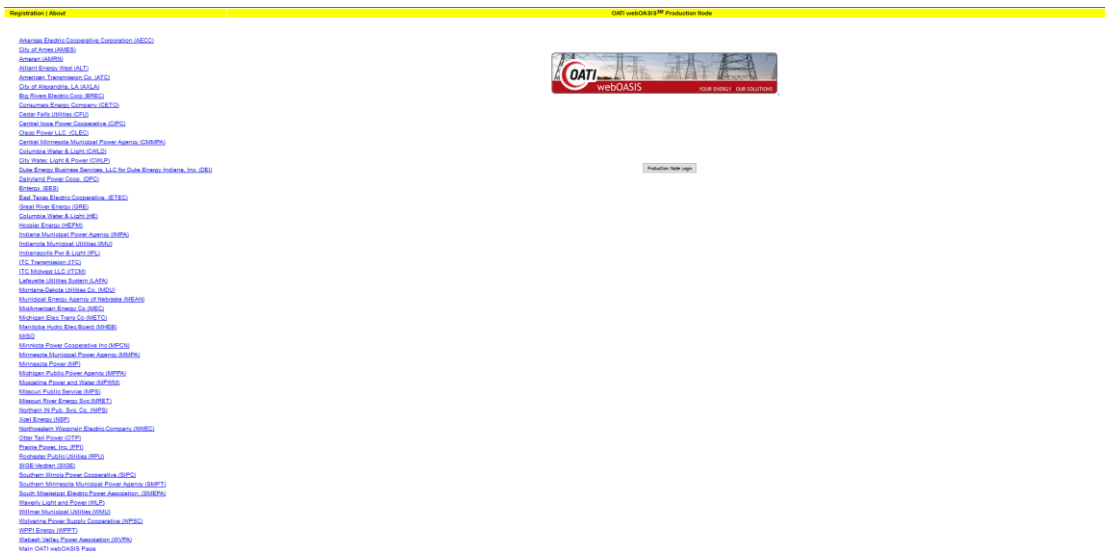 Registration | About
OATI webOASIS SM Production Node
Arkansas Electric Cooperative Corporation (AECC)
City of Ames (AMES)
Ameren (AMRN)
Alliant Energy West (ALT)
American Transmission Co. (ATC)
City of Alexandria, LA (AXLA)
Big Rivers Electric Corp (BREC)
Consumers Energy Company (CETO)
Cedar Falls Utilities (CFU)
Central Iowa Power Cooperative (CIPC)
Cleco Power LLC. (CLEC)
Central Minnesota Municipal Power Agency (CMMPA)
Columbia Water & Light (CWLD)
City Water, Light & Power (CWLP)
Duke Energy Business Services, LLC for Duke Energy Indiana, Inc. (DEI)
Dairyland Power Coop. (DPC)
Entergy. (EES)
East Texas Electric Cooperative. (ETEC)
Great River Energy (GRE)
Columbia Water & Light (HE)
Hoosier Energy (HEPM)
Indiana Municipal Power Agency (IMPA)
Indianola Municipal Utilities (IMU)
Indianapolis Pwr & Light (IPL)
ITC Transmission (ITC)
ITC Midwest LLC (ITCM)
Lafayette Utilities System (LAFA)
Montana-Dakota Utilities Co. (MDU)
Municipal Energy Agency of Nebraska (MEAN)
MidAmerican Energy Co (MEC)
Michigan Elec Trans Co (METC)
Manitoba Hydro Elec Board (MHEB)
MISO
Minnkota Power Cooperative Inc (MPCN)
Minnesota Municipal Power Agency (MMPA)
Minnesota Power (MP)
Michigan Public Power Agency (MPPA)
Muscatine Power and Water (MPWM)
Missouri Public Service (MPS)
Missouri River Energy Svc (MRET)
Northern IN Pub. Svc. Co. (NIPS)
Xcel Energy (NSP)
Northwestern Wisconsin Electric Company (NWEC)
Otter Tail Power (OTP)
Prairie Power, Inc. (PPI)
Rochester Public Utilities (RPU)
SIGE-Vectren (SIGE)
Southern Illinois Power Cooperative (SIPC)
Southern Minnesota Municipal Power Agency (SMPT)
South Mississippi Electric Power Association. (SMEPA)
Waverly Light and Power (WLP)
Willmar Municipal Utilities (WMU)
Wolverine Power Supply Cooperative (WPSC)
WPPI Energy (WPPT)
Wabash Valley Power Association (WVPA)
Main OATI webOASIS Page
OATI
webOASIS
YOUR ENERGY OUR SOLUTIONS
Production Node Login